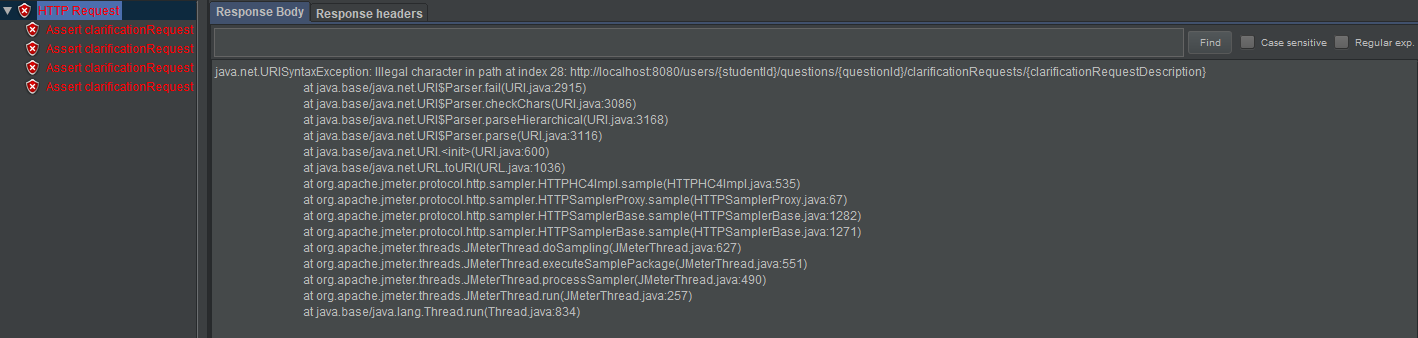 HTTP Request
Assert clarificationRequest
Assert clarificationRequest
Assert clarificationRequest
Assert clarificationRequest
Response Body Response headers
Find Case sensitive Regular exp.
java.net.URISyntaxException: Illegal character in path at index 28: http://localhost:8080/users/{studentId}/questions/{questionId}/clarificationRequests/{clarificationRequestDescription}
at java.base/java.net.URI$Parser.fail(URI.java:2915)
at java.base/java.net.URI$Parser.checkChars(URI.java:3086)
at java.base/java.net.URI$Parser.parseHierarchical(URI.java:3168)
at java.base/java.net.URI$Parser.parse(URI.java:3116)
at java.base/java.net.URI.<init>(URI.java:600)
at java.base/java.net.URL.toURI(URL.java:1036)
at org.apache.jmeter.protocol.http.sampler.HTTPHC4Impl.sample(HTTPHC4Impl.java:535)
at org.apache.jmeter.protocol.http.sampler.HTTPSamplerProxy.sample(HTTPSamplerProxy.java:67)
at org.apache.jmeter.protocol.http.sampler.HTTPSamplerBase.sample(HTTPSamplerBase.java:1282)
at org.apache.jmeter.protocol.http.sampler.HTTPSamplerBase.sample(HTTPSamplerBase.java:1271)
at org.apache.jmeter.threads.JMeterThread.doSampling(JMeterThread.java:627)
at org.apache.jmeter.threads.JMeterThread.executeSamplePackage(JMeterThread.java:551)
at org.apache.jmeter.threads.JMeterThread.processSampler(JMeterThread.java:490)
at org.apache.jmeter.threads.JMeterThread.run(JMeterThread.java:257)
at java.base/java.lang.Thread.run(Thread.java:834)